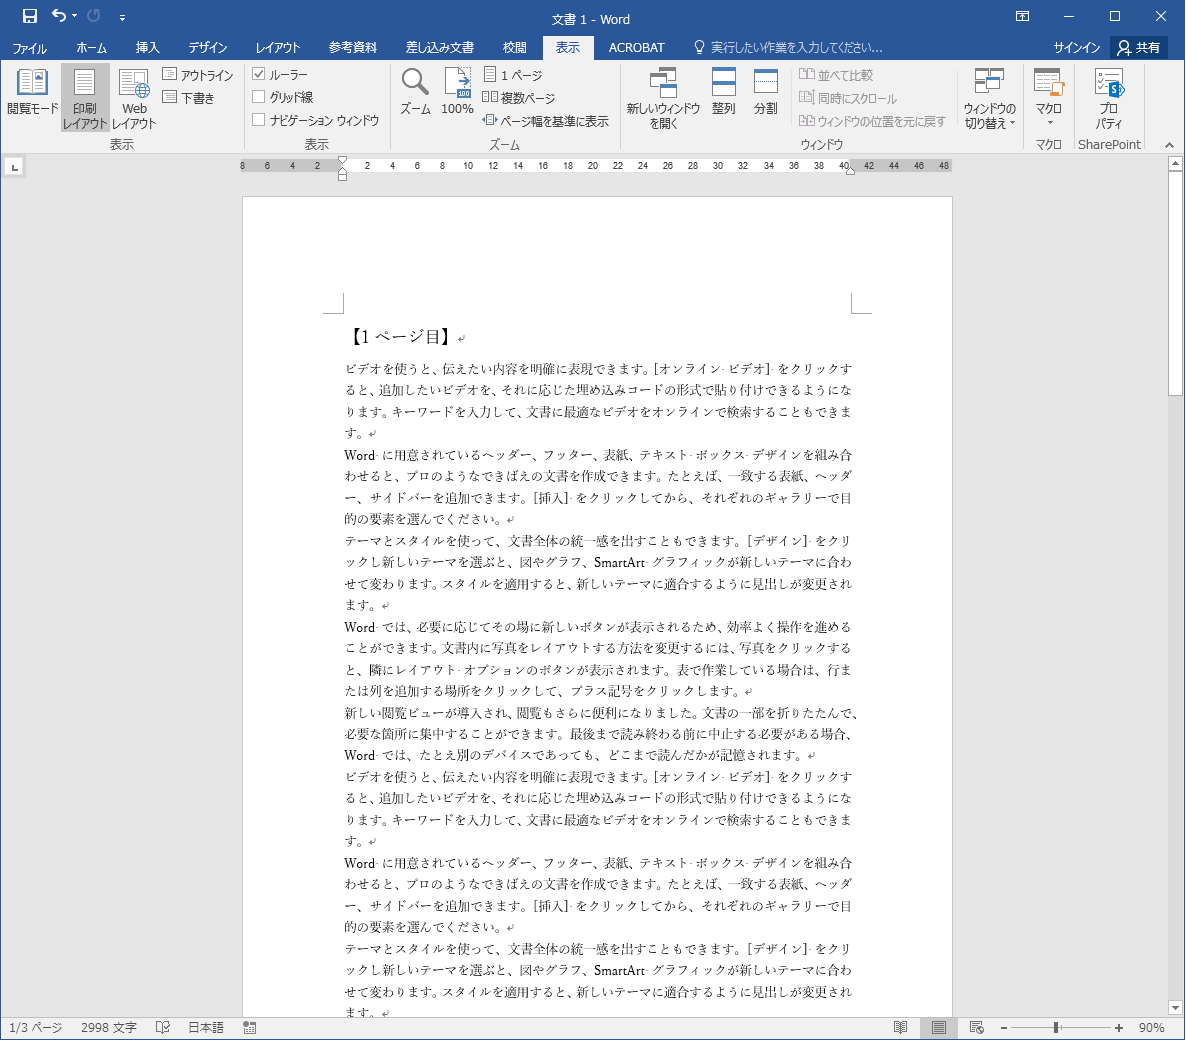 文書 1 - Word
ファイル ホーム 挿入 デザイン レイアウト 参考資料 差し込み文書 校閲 表示 ACROBAT 実行したい作業を入力してください... サインイン 共有
閲覧モード 印刷レイアウト Webレイアウト アウトライン 下書き
表示
ルーラー
グリッド線
ナビゲーション ウィンドウ
表示
ズーム 100% 100
1 ページ
複数ページ
ページ幅を基準に表示
ズーム
新しいウィンドウを開く 整列 分割
並べて比較
同時にスクロール
ウィンドウの位置を元に戻す
ウィンドウの切り替え
ウィンドウ
マクロ
マクロ
プロパティ
SharePoint
8 6 4 2 2 4 6 8 10 12 14 16 18 20 22 24 26 28 30 32 34 36 38 40 42 44 46 48
【1 ページ目】
ビデオを使うと、伝えたい内容を明確に表現できます。[オンライン ビデオ] をクリックす
ると、追加したいビデオを、それに応じた埋め込みコードの形式で貼り付けできるようにな
ります。キーワードを入力して、文書に最適なビデオをオンラインで検索することもできま
す。
Word に用意されているヘッダー、フッター、表紙、テキスト ボックス デザインを組み合
わせると、プロのようなできばえの文書を作成できます。たとえば、一致する表紙、ヘッダ
ー、サイドバーを追加できます。[挿入] をクリックしてから、それぞれのギャラリーで目
的の要素を選んでください。
テーマとスタイルを使って、文書全体の統一感を出すこともできます。[デザイン] をクリ
ックし新しいテーマを選ぶと、図やグラフ、SmartArt グラフィックが新しいテーマに合わ
せて変わります。スタイルを適用すると、新しいテーマに適合するように見出しが変更され
ます。
Word では、必要に応じてその場に新しいボタンが表示されるため、効率よく操作を進める
ことができます。文書内に写真をレイアウトする方法を変更するには、写真をクリックする
と、隣にレイアウト オプションのボタンが表示されます。表で作業している場合は、行ま
たは列を追加する場所をクリックして、プラス記号をクリックします。
新しい閲覧ビューが導入され、閲覧もさらに便利になりました。文書の一部を折りたたんで、
必要な箇所に集中することができます。最後まで読み終わる前に中止する必要がある場合、
Word では、たとえ別のデバイスであっても、どこまで読んだかが記憶されます。
ビデオを使うと、伝えたい内容を明確に表現できます。[オンライン ビデオ] をクリックす
ると、追加したいビデオを、それに応じた埋め込みコードの形式で貼り付けできるようにな
ります。キーワードを入力して、文書に最適なビデオをオンラインで検索することもできま
す。
Word に用意されているヘッダー、フッター、表紙、テキスト ボックス デザインを組み合
わせると、プロのようなできばえの文書を作成できます。たとえば、一致する表紙、ヘッダ
ー、サイドバーを追加できます。[挿入] をクリックしてから、それぞれのギャラリーで目
的の要素を選んでください。
テーマとスタイルを使って、文書全体の統一感を出すこともできます。[デザイン] をクリ
ックし新しいテーマを選ぶと、図やグラフ、SmartArt グラフィックが新しいテーマに合わ
せて変わります。スタイルを適用すると、新しいテーマに適合するように見出しが変更され
ます。
1/3 ページ 2998 文字 日本語 90%